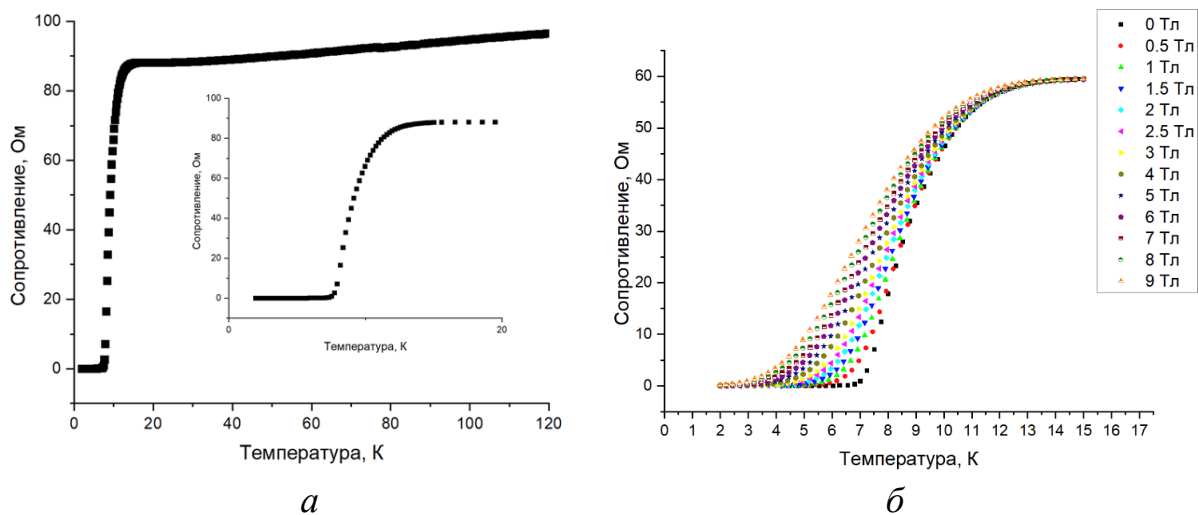 100
80
60
40
20
0
Сопротивление, Ом
0
20
40
60
80
100
120
Температура, К
100
80
60
40
20
0
Сопротивление, Ом
0
20
Температура, К
а
60
50
40
30
20
10
0
Сопротивление, Ом
0 1 2 3 4 5 6 7 8 9 10 11 12 13 14 15 16 17
Температура, К
0 Тл
0.5 Тл
1 Тл
1.5 Тл
2 Тл
2.5 Тл
3 Тл
4 Тл
5 Тл
6 Тл
7 Тл
8 Тл
9 Тл
б